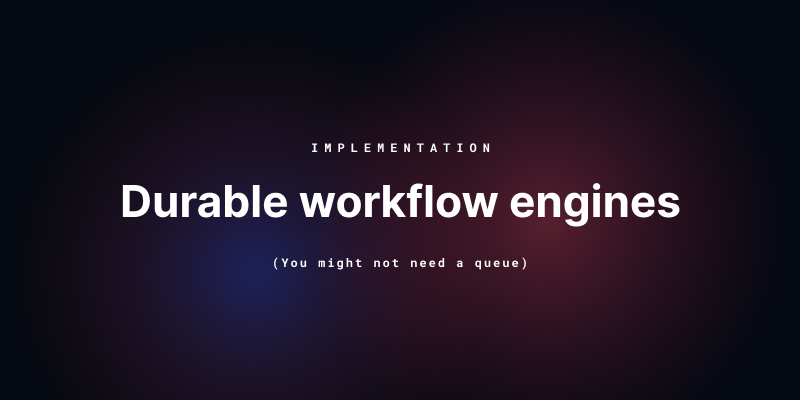 IMPLEMENTATION
Durable workflow engines
(You might not need a queue)